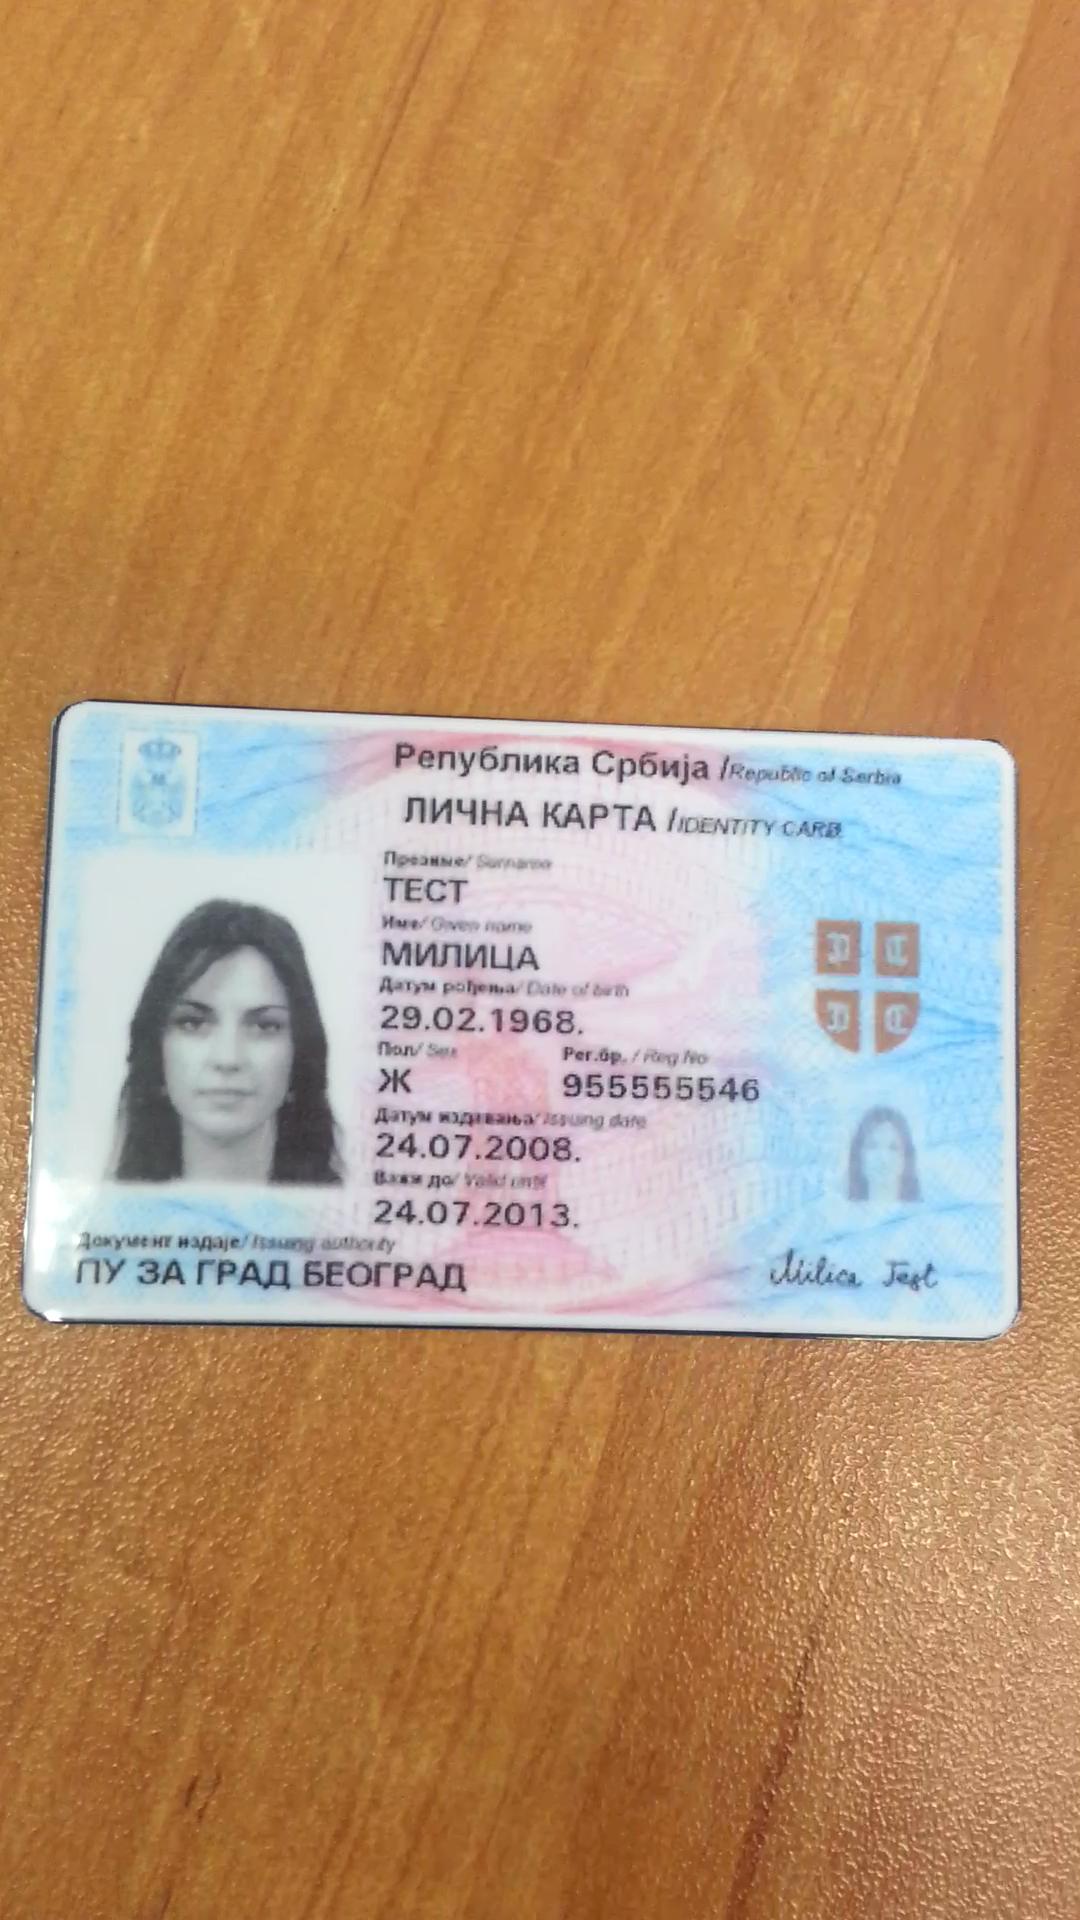 Република Србија /Republic of Serbia
ЛИЧНА КАРТА /IDENTITY CARD
Презиме/ Surname
ТЕСТ
Име/ Given name
МИЛИЦА
Датум рођења/ Date of birth
29.02.1968.
Пол/ Sex Рег.бр. / Reg No
Ж 955555546
Датум издавања/ Issuing date
24.07.2008.
Важи до/ Valid until
24.07.2013.
Документ издаје/ Issuing authority
ПУ ЗА ГРАД БЕОГРАД
Milica Test